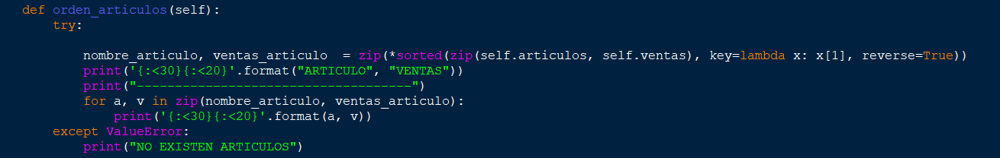 def orden_articulos(self):
    try:

        nombre_articulo, ventas_articulo  = zip(*sorted(zip(self.articulos, self.ventas), key=lambda x: x[1], reverse=True))
        print('{:<30}{:<20}'.format("ARTICULO", "VENTAS"))
        print("------------------------------------")
        for a, v in zip(nombre_articulo, ventas_articulo):
            print('{:<30}{:<20}'.format(a, v))
    except ValueError:
        print("NO EXISTEN ARTICULOS")